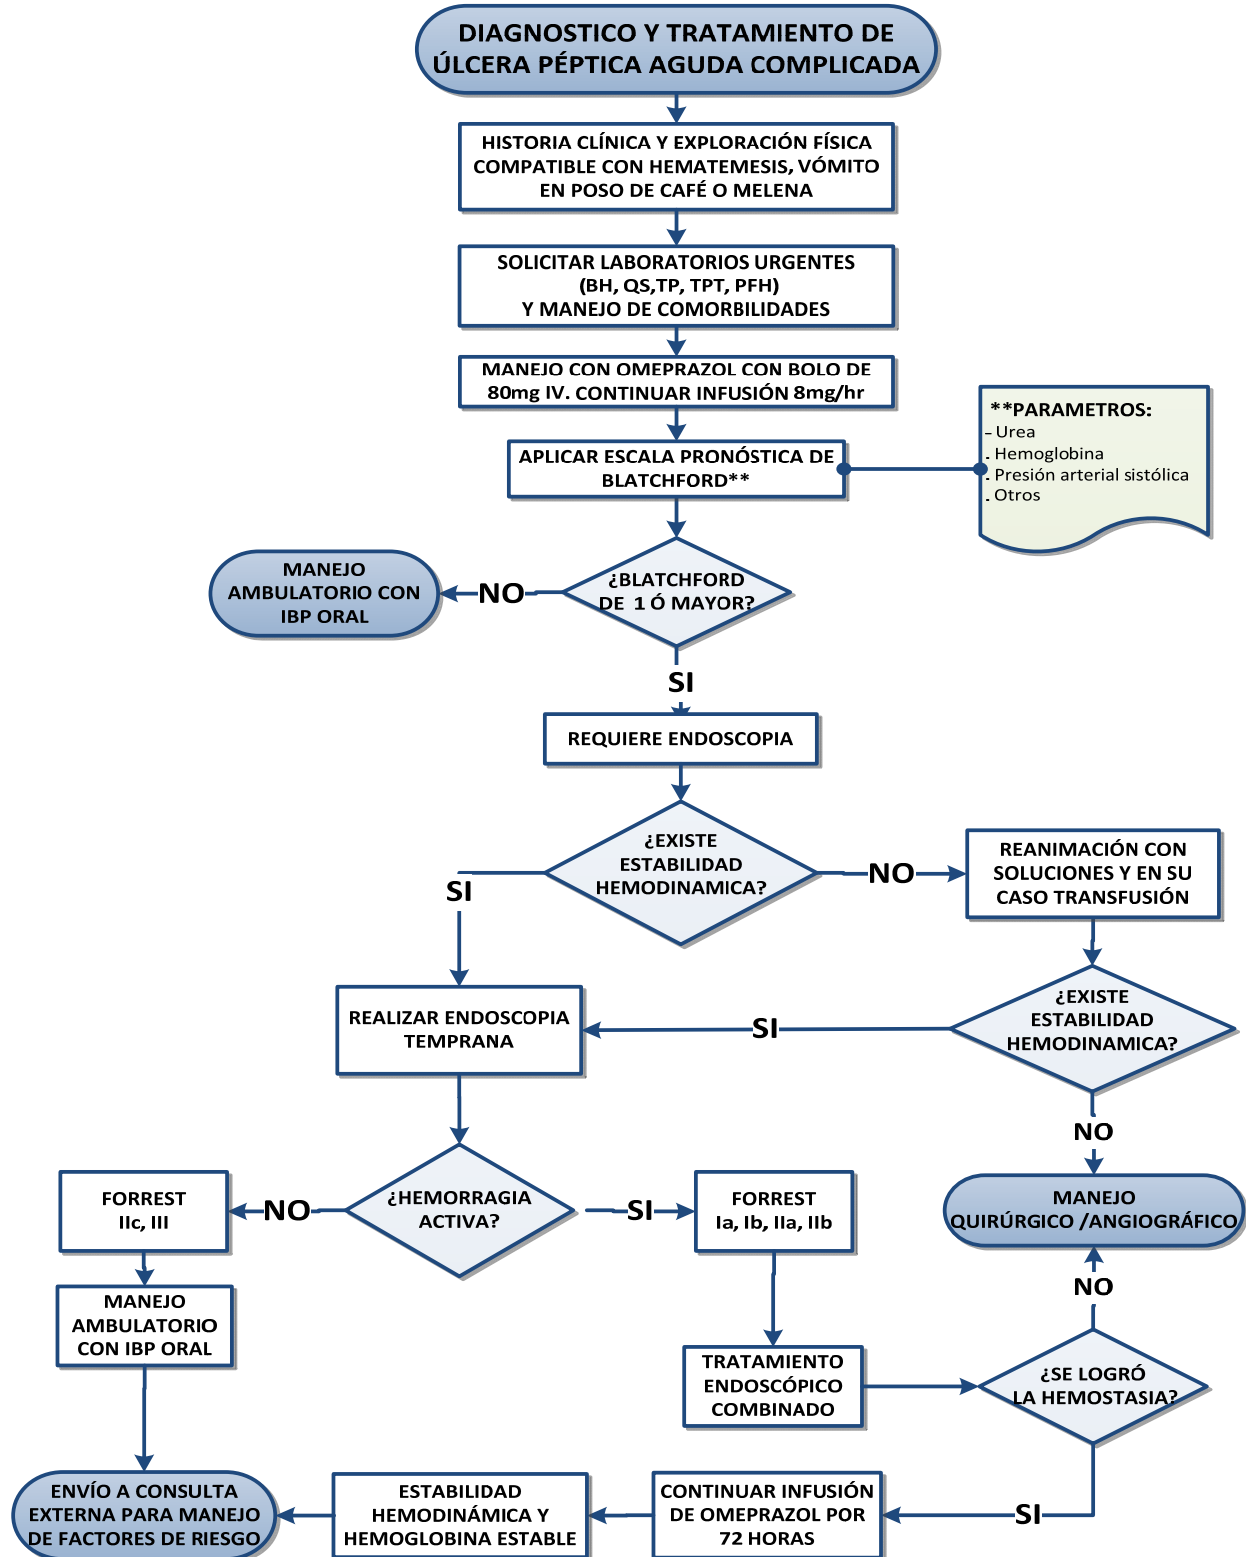 DIAGNOSTICO Y TRATAMIENTO DE
ÚLCERA PÉPTICA AGUDA COMPLICADA
HISTORIA CLÍNICA Y EXPLORACIÓN FÍSICA
COMPATIBLE CON HEMATEMESIS, VÓMITO
EN POSO DE CAFÉ O MELENA
SOLICITAR LABORATORIOS URGENTES
(BH, QS,TP, TPT, PFH)
Y MANEJO DE COMORBILIDADES
MANEJO CON OMEPRAZOL CON BOLO DE
80mg IV. CONTINUAR INFUSIÓN 8mg/hr
**PARAMETROS:
- Urea
. Hemoglobina
. Presión arterial sistólica
. Otros
APLICAR ESCALA PRONÓSTICA DE
BLATCHFORD**
¿BLATCHFORD
DE 1 Ó MAYOR?
NO
MANEJO
AMBULATORIO CON
IBP ORAL
SI
REQUIERE ENDOSCOPIA
¿EXISTE
ESTABILIDAD
HEMODINAMICA?
NO
REANIMACIÓN CON
SOLUCIONES Y EN SU
CASO TRANSFUSIÓN
SI
¿EXISTE
ESTABILIDAD
HEMODINAMICA?
SI
REALIZAR ENDOSCOPIA
TEMPRANA
NO
MANEJO
QUIRÚRGICO /ANGIOGRÁFICO
¿HEMORRAGIA
ACTIVA?
NO
FORREST
IIc, III
SI
FORREST
Ia, Ib, IIa, IIb
MANEJO
AMBULATORIO
CON IBP ORAL
TRATAMIENTO
ENDOSCÓPICO
COMBINADO
NO
¿SE LOGRÓ
LA HEMOSTASIA?
SI
CONTINUAR INFUSIÓN
DE OMEPRAZOL POR
72 HORAS
ESTABILIDAD
HEMODINÁMICA Y
HEMOGLOBINA ESTABLE
ENVÍO A CONSULTA
EXTERNA PARA MANEJO
DE FACTORES DE RIESGO